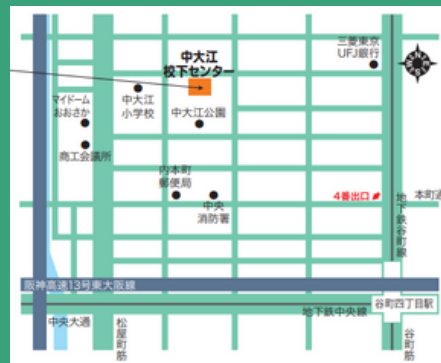 中大江
校下センター
三菱東京
UFJ銀行
N
E
S
W
マイドーム
おおさか
中大江
小学校
中大江公園
商工会議所
内本町
郵便局
中央
消防署
4番出口
本町通
地下鉄谷町線
阪神高速13号東大阪線
谷町四丁目駅
地下鉄中央線
中央大通
松屋町筋
谷町筋